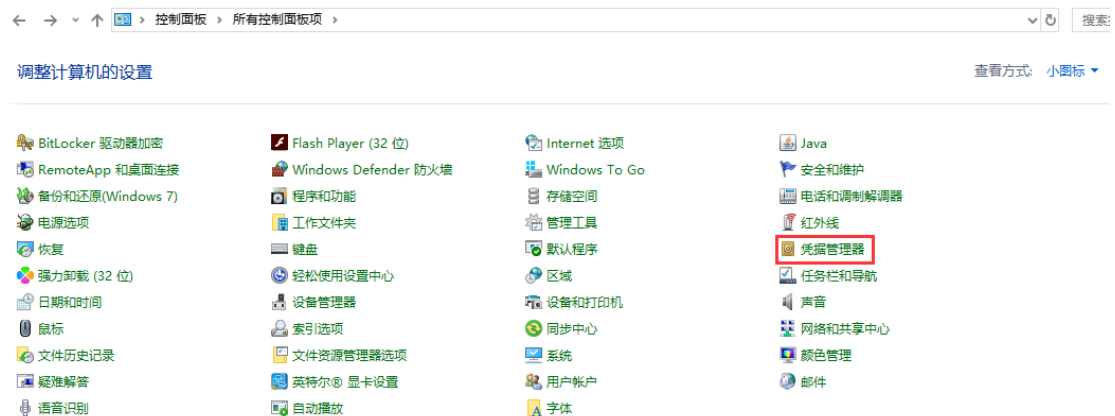 控制面板 › 所有控制面板项 ›
搜索
调整计算机的设置
查看方式: 小图标
BitLocker 驱动器加密 Flash Player (32 位) Internet 选项 Java
RemoteApp 和桌面连接 Windows Defender 防火墙 Windows To Go 安全和维护
备份和还原(Windows 7) 程序和功能 存储空间 电话和调制解调器
电源选项 工作文件夹 管理工具 红外线
恢复 键盘 默认程序 凭据管理器
强力卸载 (32 位) 轻松使用设置中心 区域 任务栏和导航
日期和时间 设备管理器 设备和打印机 声音
鼠标 索引选项 同步中心 网络和共享中心
文件历史记录 文件资源管理器选项 系统 颜色管理
疑难解答 英特尔® 显卡设置 用户帐户 邮件
语音识别 自动播放 字体